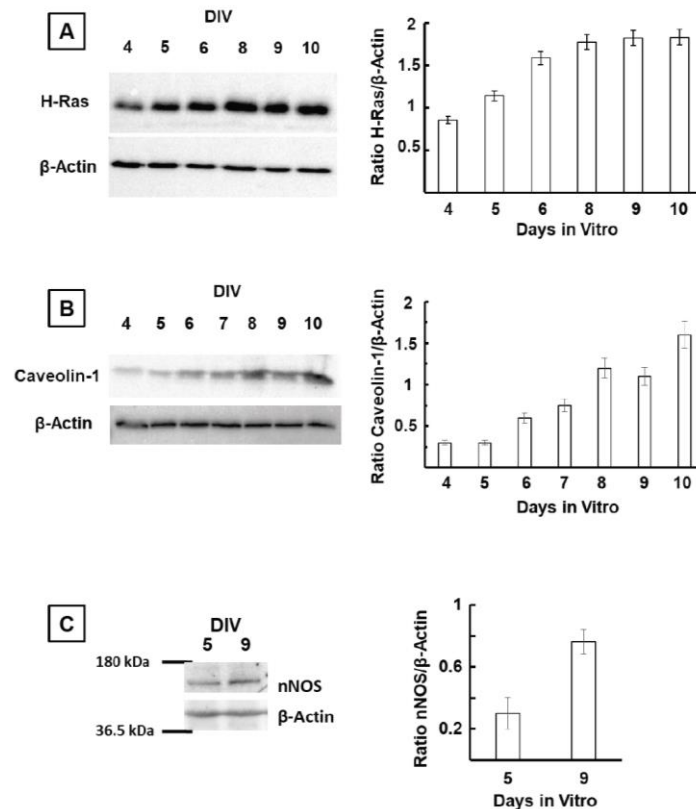 A
DIV
4 5 6 8 9 10
H-Ras
β-Actin
Ratio H-Ras/β-Actin
2
1.5
1
0.5
4 5 6 8 9 10
Days in Vitro
B
DIV
4 5 6 7 8 9 10
Caveolin-1
β-Actin
Ratio Caveolin-1/β-Actin
2
1.5
1
0.5
4 5 6 7 8 9 10
Days in Vitro
C
DIV
5 9
180 kDa
nNOS
β-Actin
36.5 kDa
Ratio nNOS/β-Actin
1
0.6
0.2
5 9
Days in Vitro